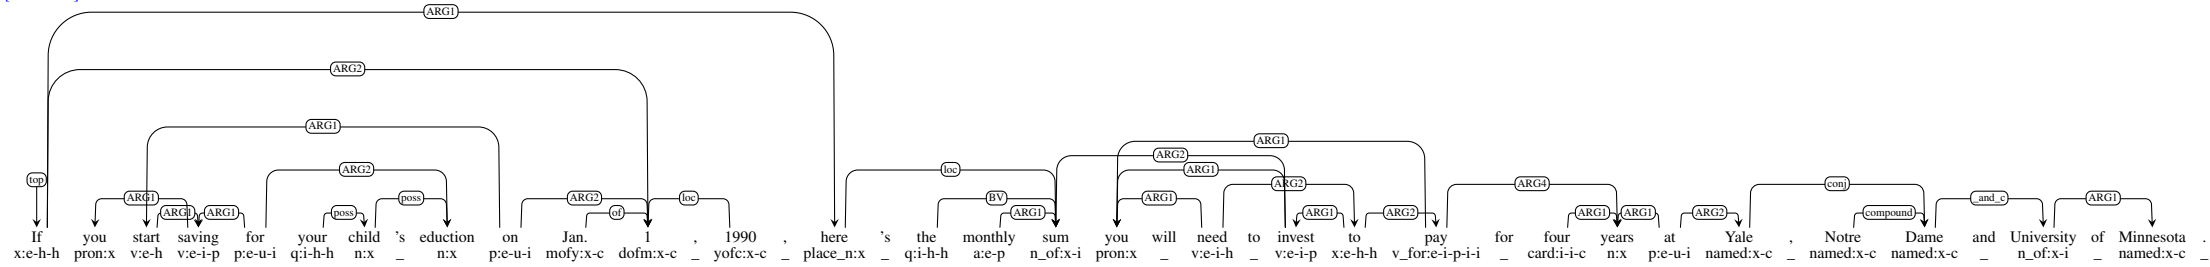 ARG1
ARG2
ARG1
ARG1
ARG2
ARG2 loc ARG1
top ARG2 ARG4 conj
ARG1 poss ARG2 loc BV ARG1 _and_c ARG1
ARG1 ARG1 poss of ARG1 ARG1 ARG2 ARG1 ARG1 ARG2 compound
If you start saving for your child 's eduction on Jan. 1 , 1990 , here 's the monthly sum you will need to invest to pay for four years at Yale , Notre Dame and University of Minnesota .
x:e-h-h pron:x v:e-h v:e-i-p p:e-u-i q:i-h-h n:x _ n:x p:e-u-i mofy:x-c dofm:x-c _ yofc:x-c _ place_n:x _ q:i-h-h a:e-p n_of:x-i pron:x _ v:e-i-h _ v:e-i-p x:e-h-h v_for:e-i-p-i-i _ card:i-i-c n:x p:e-u-i named:x-c _ named:x-c named:x-c _ n_of:x-i _ named:x-c _